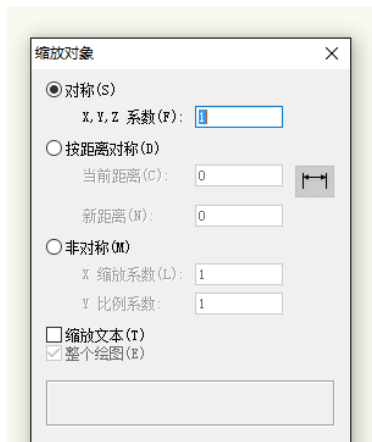 缩放对象
对称(S)
X,Y,Z 系数(F): 1
按距离对称(D)
当前距离(C): 0
新距离(N): 0
非对称(M)
X 缩放系数(L): 1
Y 比例系数: 1
缩放文本(T)
整个绘图(E)